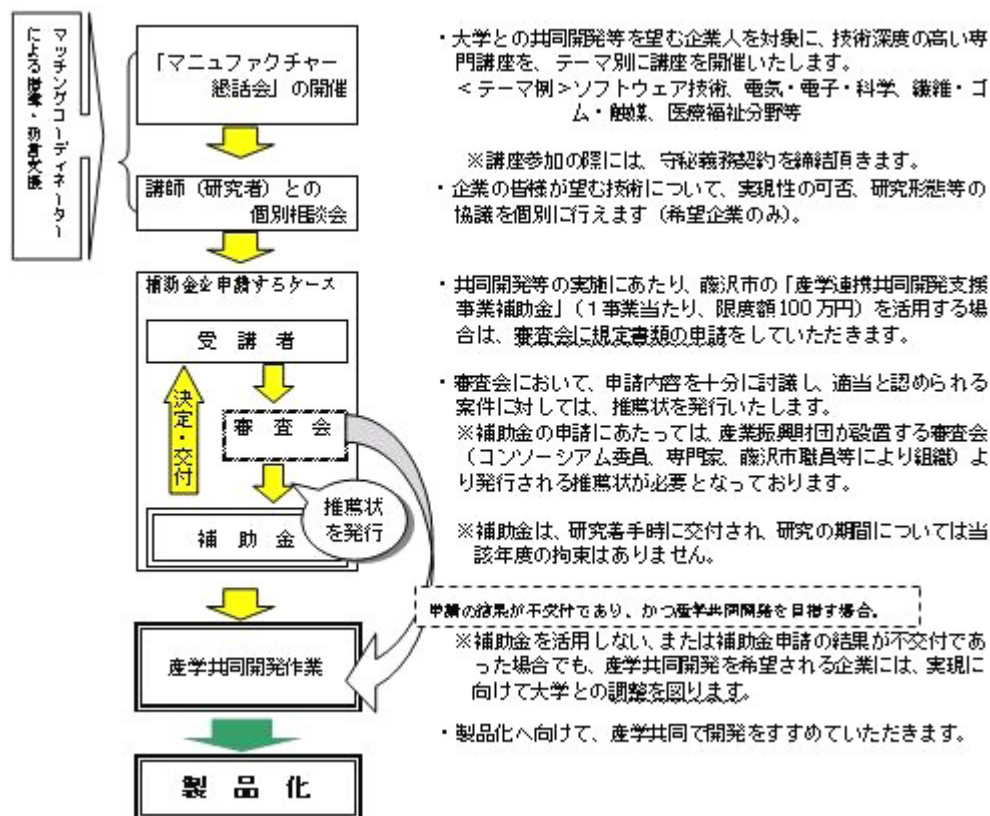 マッチングコーディネーター
による提案・助言支援
「マニュファクチャー
懇話会」の開催
・大学との共同開発等を望む企業人を対象に、技術深度の高い専
門講座を、テーマ別に講座を開催いたします。
＜テーマ例＞ソフトウェア技術、電気・電子・科学、繊維・ゴ
ム・触媒、医療福祉分野等
※講座参加の際には、守秘義務契約を締結頂きます。
講師（研究者）との
個別相談会
・企業の皆様が望む技術について、実現性の可否、研究形態等の
協議を個別に行えます（希望企業のみ）。
補助金を申請するケース
受 講 者
決定・交付
審 査 会
推薦状
を発行
補 助 金
・共同開発等の実施にあたり、藤沢市の「産学連携共同開発支援
事業補助金」（１事業当たり、限度額100万円）を活用する場
合は、審査会に規定書類の申請をしていただきます。
・審査会において、申請内容を十分に討議し、適当と認められる
案件に対しては、推薦状を発行いたします。
※補助金の申請にあたっては、産業振興財団が設置する審査会
（コンソーシアム委員、専門家、藤沢市職員等により組織）よ
り発行される推薦状が必要となっております。
※補助金は、研究着手時に交付され、研究の期間については当
該年度の拘束はありません。
申請の結果が不交付であり、かつ産学共同開発を目指す場合。
※補助金を活用しない、または補助金申請の結果が不交付であ
った場合でも、産学共同開発を希望される企業には、実現に
向けて大学との調整を図ります。
産学共同開発作業
・製品化へ向けて、産学共同で開発をすすめていただきます。
製 品 化